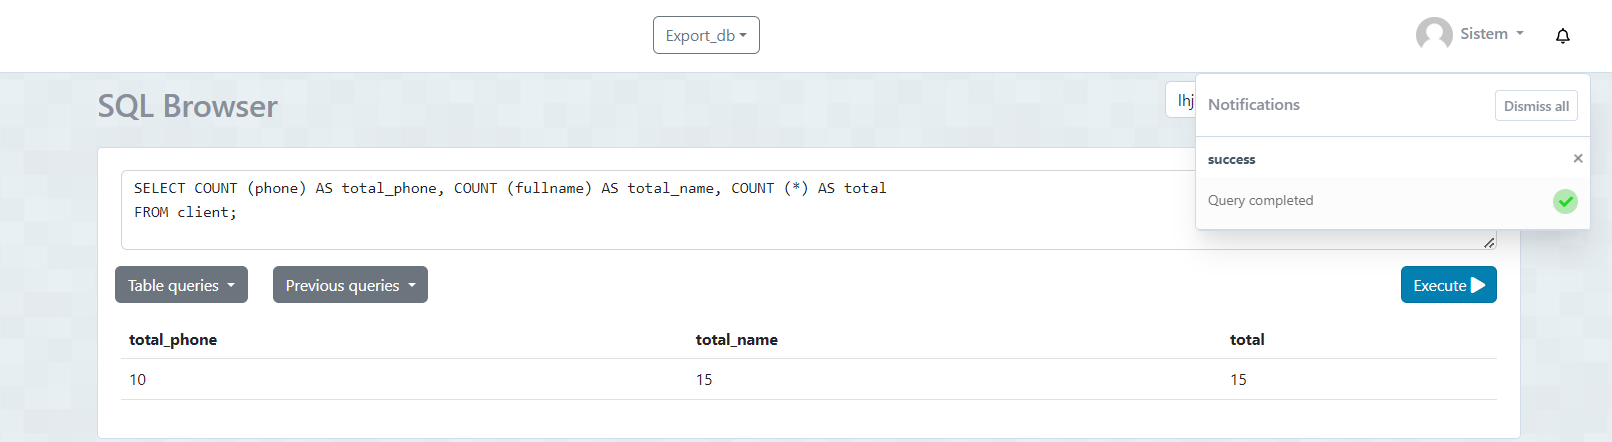 Export_db
Sistem
SQL Browser
lhj
Notifications
Dismiss all
success
×
Query completed
SELECT COUNT (phone) AS total_phone, COUNT (fullname) AS total_name, COUNT (*) AS total
FROM client;
Table queries
Previous queries
Execute
total_phone total_name total
10 15 15